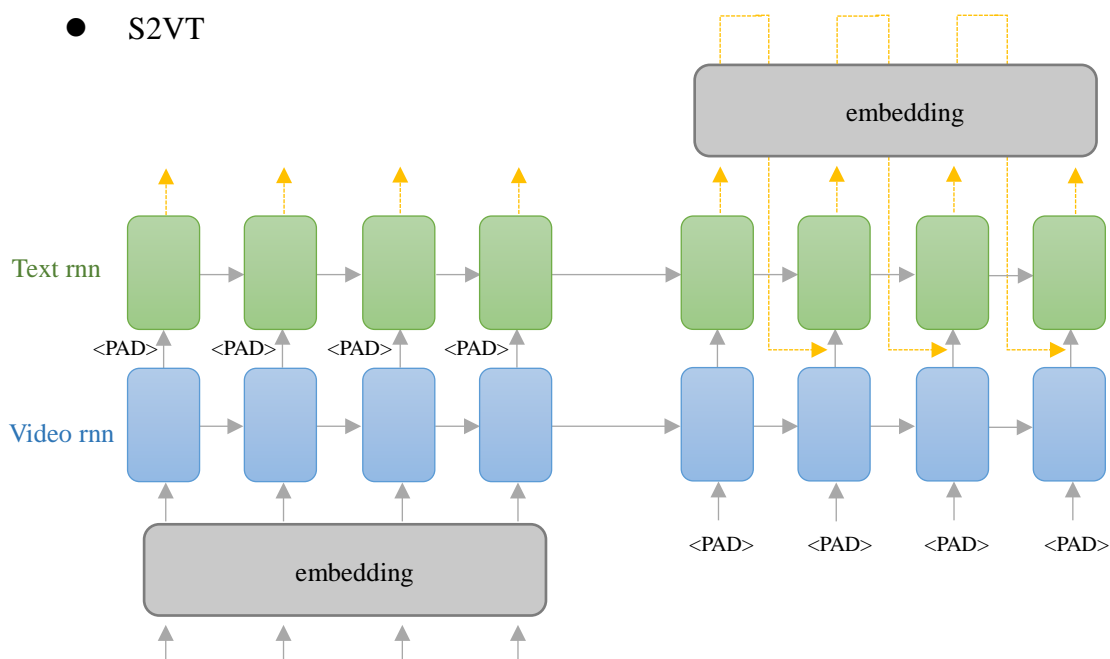 ● S2VT
embedding
Text rnn
<PAD> <PAD> <PAD> <PAD>
Video rnn
<PAD> <PAD> <PAD> <PAD>
embedding